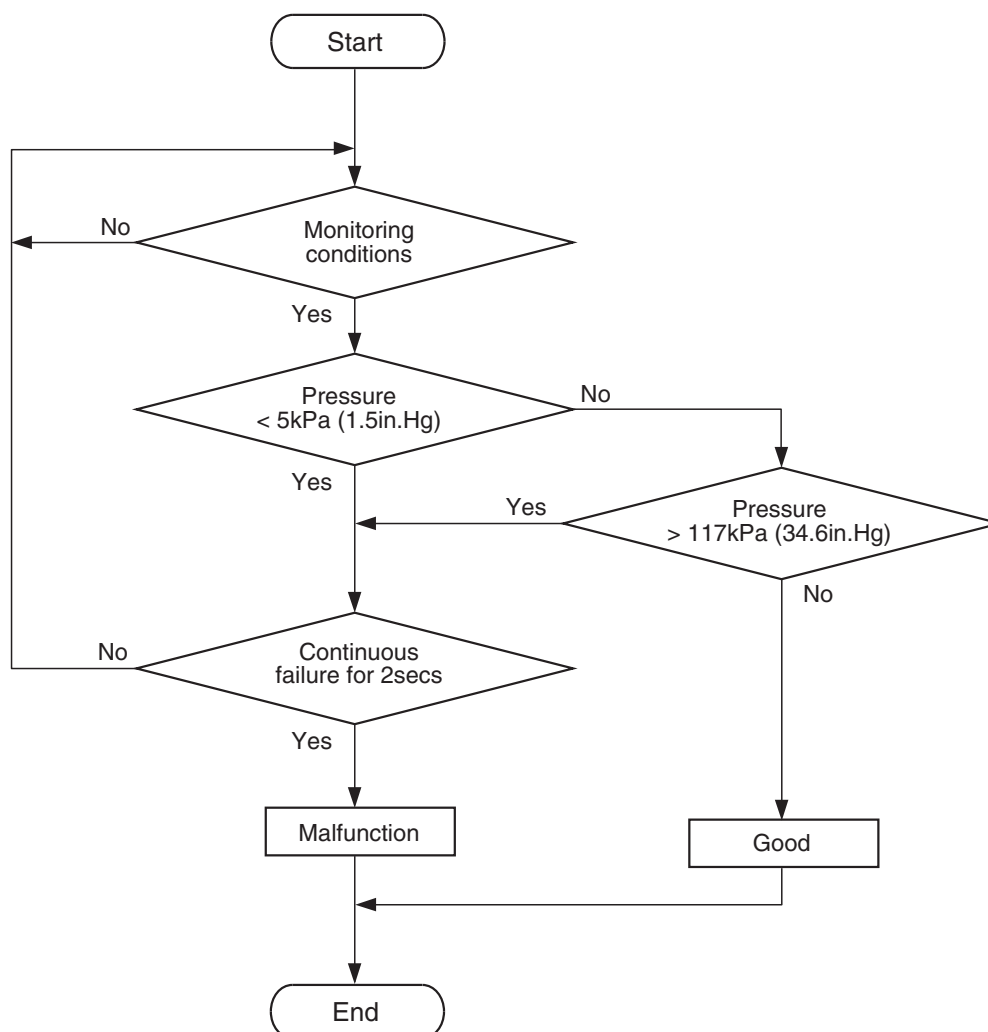 Start
No
Monitoring
conditions
Yes
Pressure
< 5kPa (1.5in.Hg)
No
Yes
Yes
Pressure
> 117kPa (34.6in.Hg)
No
No
Continuous
failure for 2secs
Yes
Malfunction
Good
End